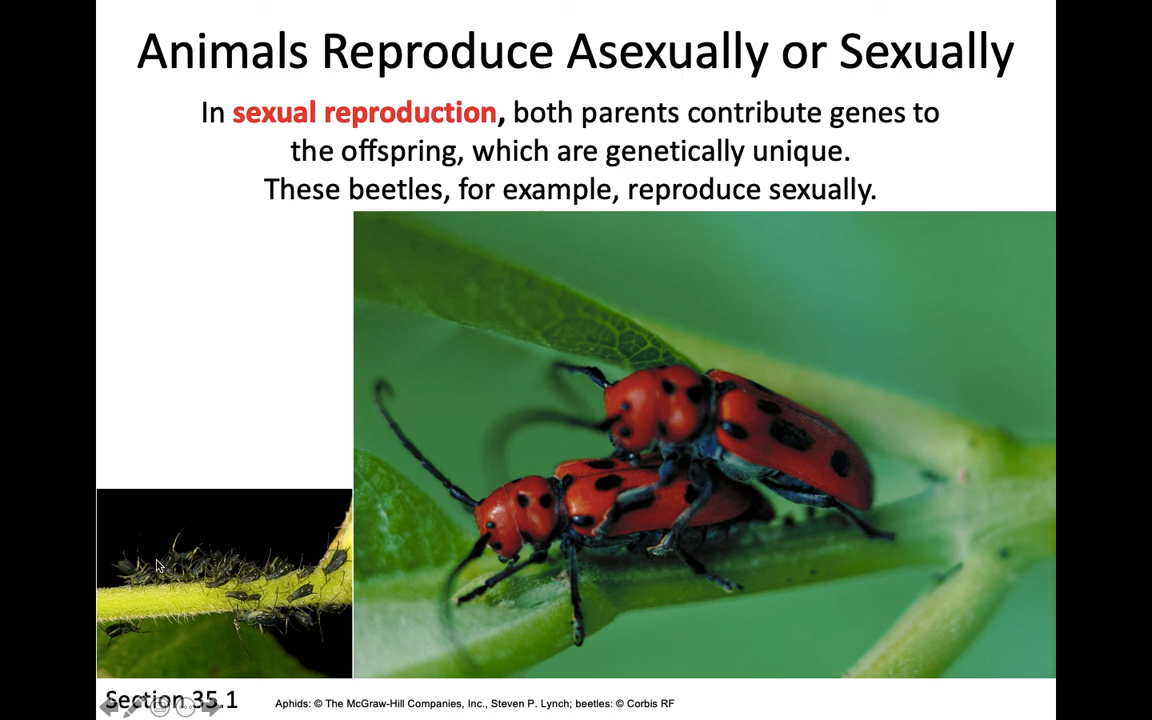 Animals Reproduce Asexually or Sexually
In sexual reproduction, both parents contribute genes to
the offspring, which are genetically unique.
These beetles, for example, reproduce sexually.
Section 35.1
Aphids: © The McGraw-Hill Companies, Inc., Steven P. Lynch; beetles: © Corbis RF